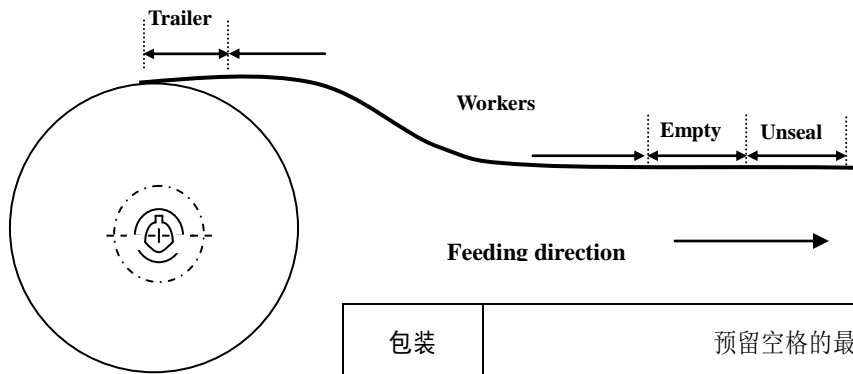 Trailer
Workers
Empty Unseal
Feeding direction
包装 预留空格的最